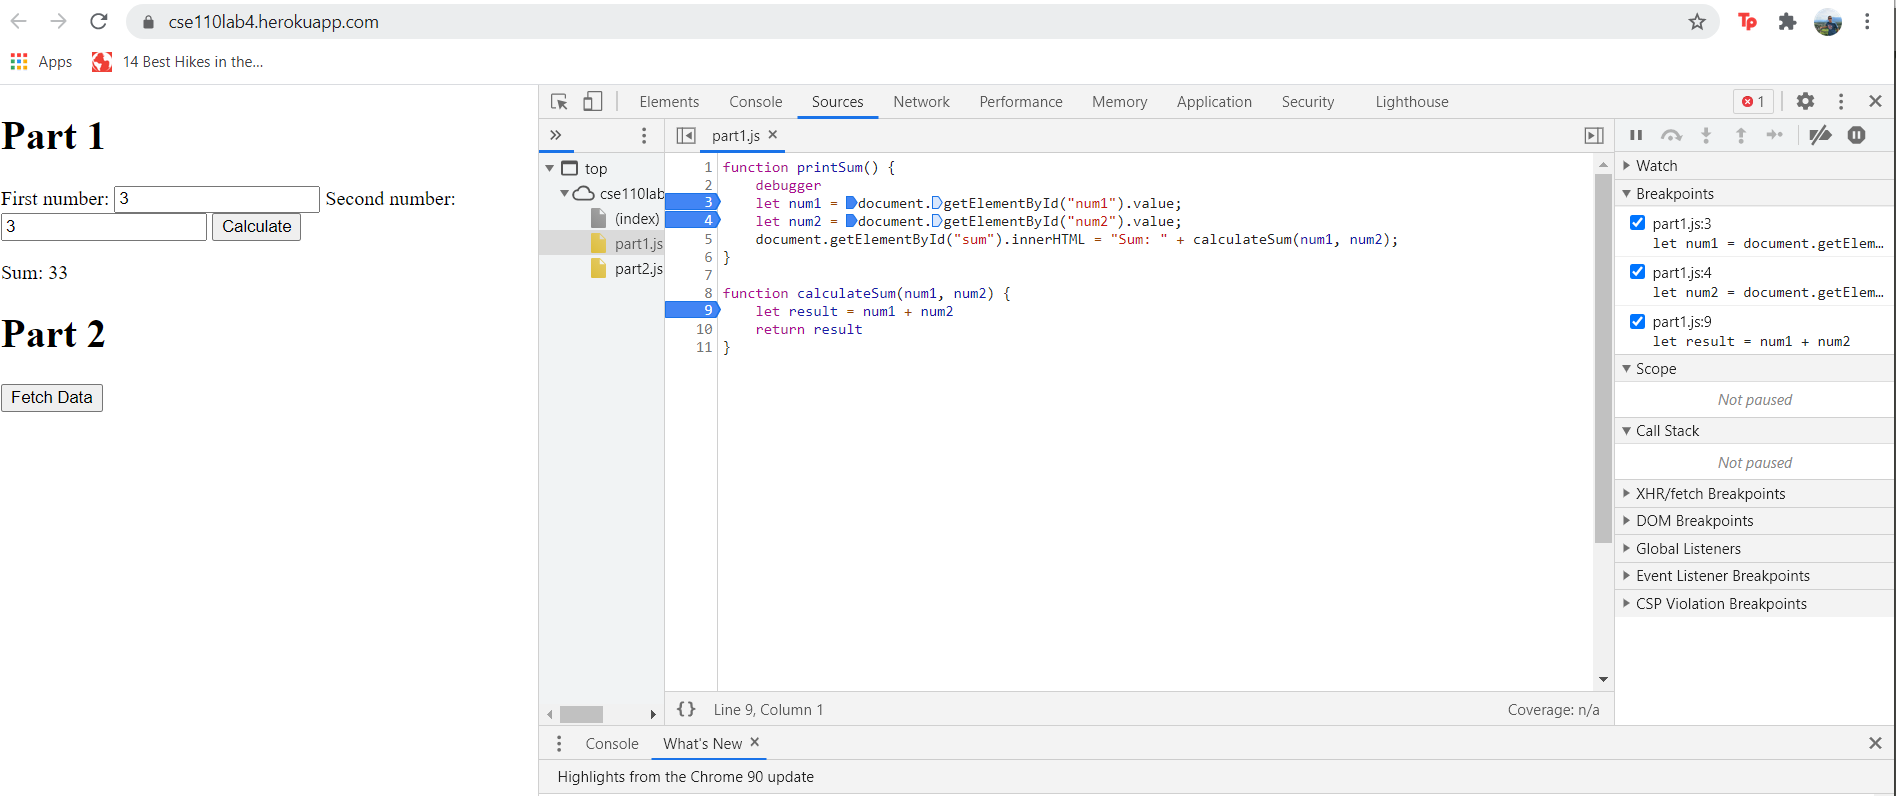 cse110lab4.herokuapp.com
Tp
Apps
14 Best Hikes in the...
Part 1
First number: 3 Second number:
3 Calculate
Sum: 33
Part 2
Fetch Data
Elements Console Sources Network Performance Memory Application Security Lighthouse
1
part1.js
top
cse110lab
(index)
part1.js
part2.js
1 function printSum() {
2     debugger
3     let num1 = document.getElementById("num1").value;
4     let num2 = document.getElementById("num2").value;
5     document.getElementById("sum").innerHTML = "Sum: " + calculateSum(num1, num2);
6 }
7
8 function calculateSum(num1, num2) {
9     let result = num1 + num2
10     return result
11 }
{} Line 9, Column 1
Coverage: n/a
Watch
Breakpoints
part1.js:3
let num1 = document.getElem...
part1.js:4
let num2 = document.getElem...
part1.js:9
let result = num1 + num2
Scope
Not paused
Call Stack
Not paused
XHR/fetch Breakpoints
DOM Breakpoints
Global Listeners
Event Listener Breakpoints
CSP Violation Breakpoints
Console What's New
Highlights from the Chrome 90 update